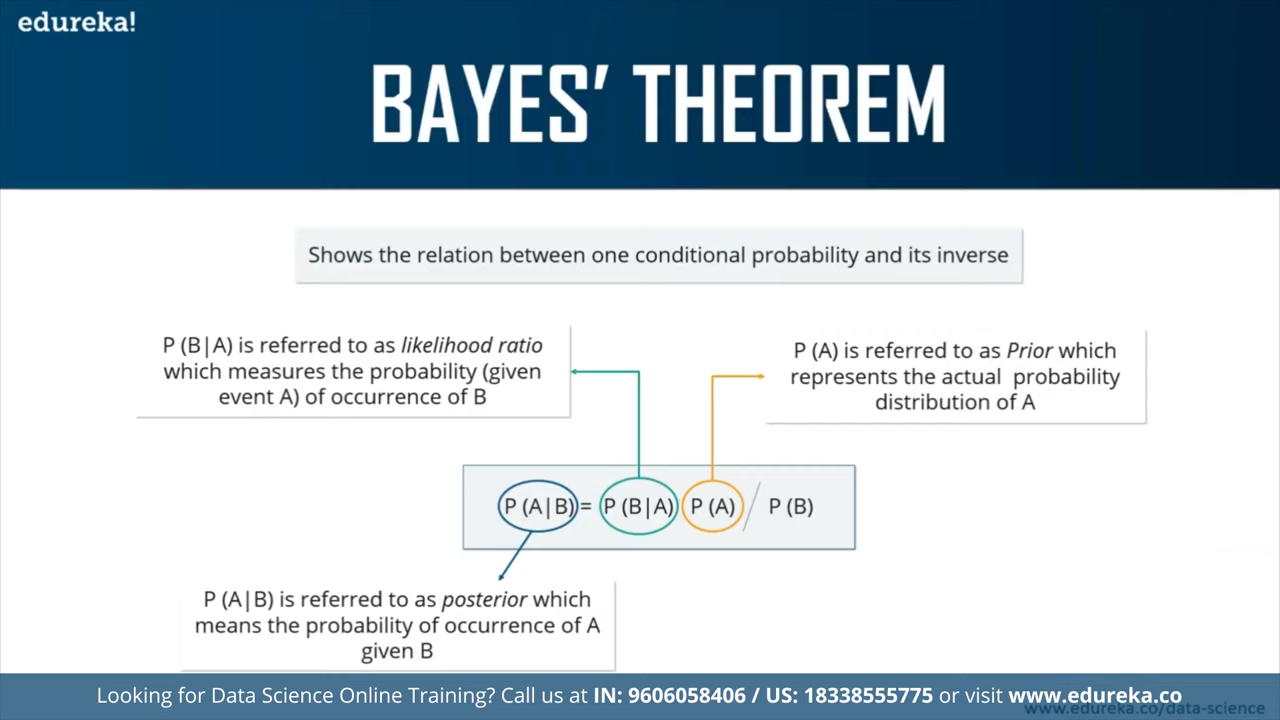 edureka!
BAYES’ THEOREM
Shows the relation between one conditional probability and its inverse
P (B|A) is referred to as likelihood ratio
which measures the probability (given
event A) of occurrence of B
P (A) is referred to as Prior which
represents the actual probability
distribution of A
P (A|B) = P (B|A) P (A) / P (B)
P (A|B) is referred to as posterior which
means the probability of occurrence of A
given B
Looking for Data Science Online Training? Call us at IN: 9606058406 / US: 18338555775 or visit www.edureka.co
www.edureka.co/data-science